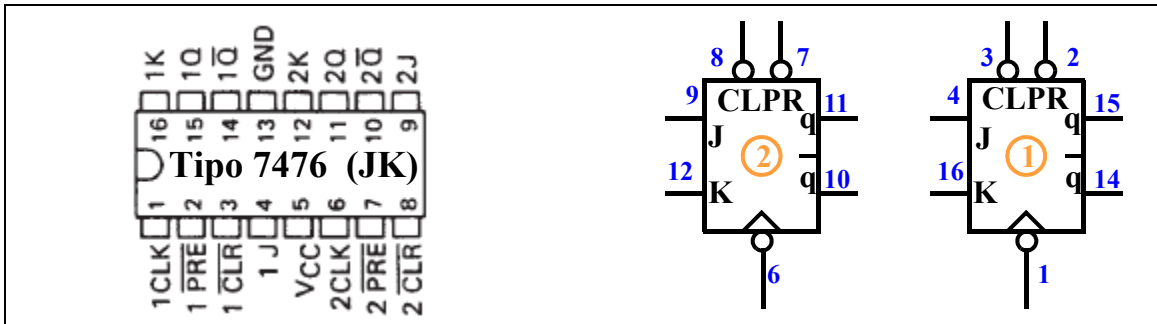 1K 1Q 1Q̅ GND 2K 2Q 2Q̅ 2J
16 15 14 13 12 11 10 9
Tipo 7476 (JK)
1 2 3 4 5 6 7 8
1CLK 1 P̅R̅E̅ 1 C̅L̅R̅ 1 J VCC 2CLK 2 P̅R̅E̅ 2 C̅L̅R̅
8 7
9 CLPR 11
J q
2
12 K q̅ 10
6
3 2
4 CLPR 15
J q
1
16 K q̅ 14
1